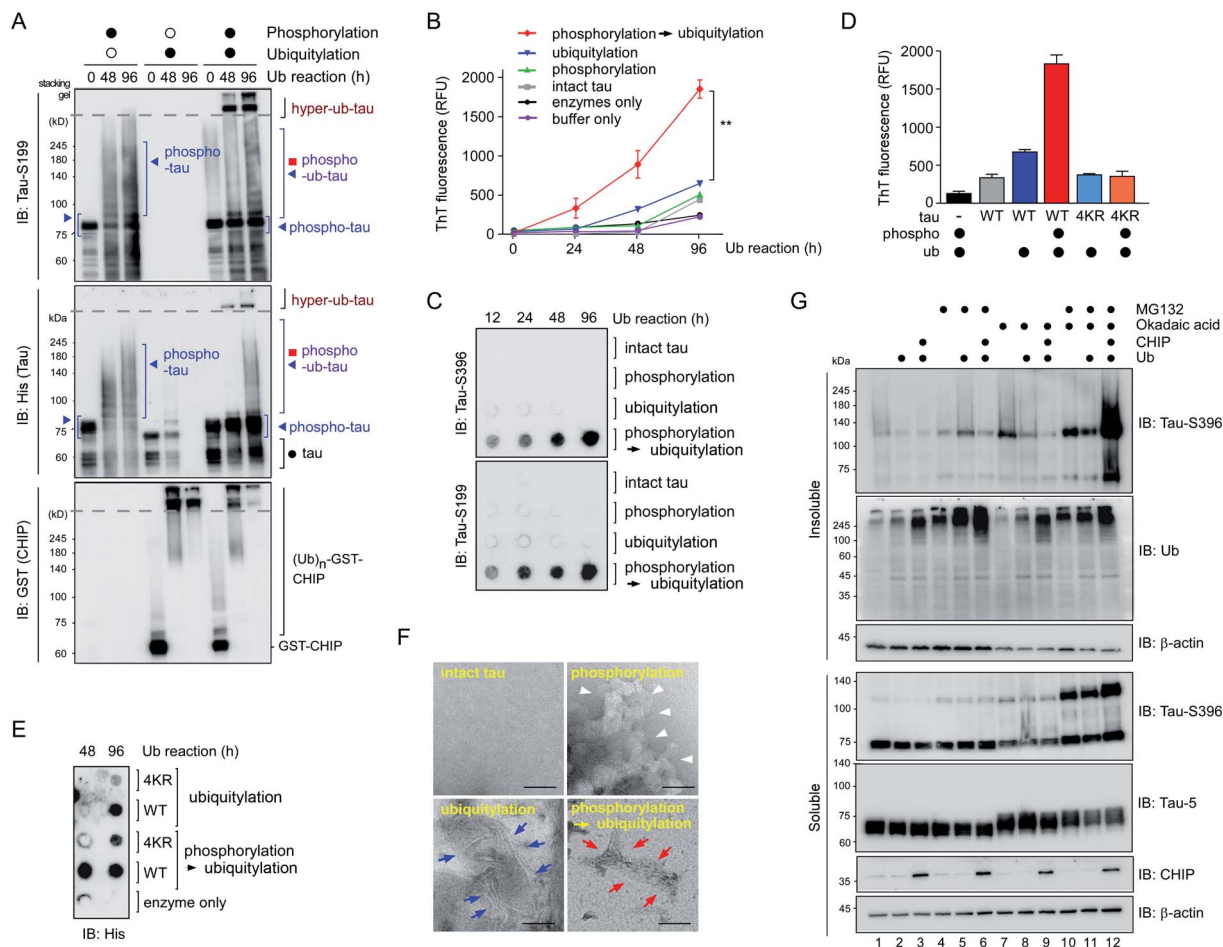 A
Phosphorylation
Ubiquitylation
0 48 96 0 48 96 0 48 96 Ub reaction (h)
stacking
gel
(kD)
hyper-ub-tau
245
180
140
100
75
60
phospho
-tau
phospho
-ub-tau
phospho-tau
IB: Tau-S199
hyper-ub-tau
kDa
245
180
140
100
75
60
phospho
-tau
phospho
-ub-tau
phospho-tau
tau
IB: His (Tau)
(kD)
245
180
140
100
75
60
(Ub)n-GST-
CHIP
GST-CHIP
IB: GST (CHIP)
B
phosphorylation → ubiquitylation
ubiquitylation
phosphorylation
intact tau
enzymes only
buffer only
ThT fluorescence (RFU)
2000
1500
1000
500
0
**
0 24 48 96 Ub reaction (h)
C
12 24 48 96 Ub reaction (h)
IB: Tau-S396
intact tau
phosphorylation
ubiquitylation
phosphorylation
→ ubiquitylation
IB: Tau-S199
intact tau
phosphorylation
ubiquitylation
phosphorylation
→ ubiquitylation
D
ThT fluorescence (RFU)
2000
1500
1000
500
0
tau - WT WT WT 4KR 4KR
phospho
ub
E
48 96 Ub reaction (h)
4KR
WT
ubiquitylation
4KR
WT
phosphorylation
► ubiquitylation
enzyme only
IB: His
F
intact tau
phosphorylation
ubiquitylation
phosphorylation
→ ubiquitylation
G
MG132
Okadaic acid
CHIP
Ub
kDa
Insoluble
245
180
140
100
75
IB: Tau-S396
245
100
60
45
35
IB: Ub
45
IB: β-actin
Soluble
140
100
75
IB: Tau-S396
140
100
75
60
IB: Tau-5
35
IB: CHIP
45
IB: β-actin
1 2 3 4 5 6 7 8 9 10 11 12